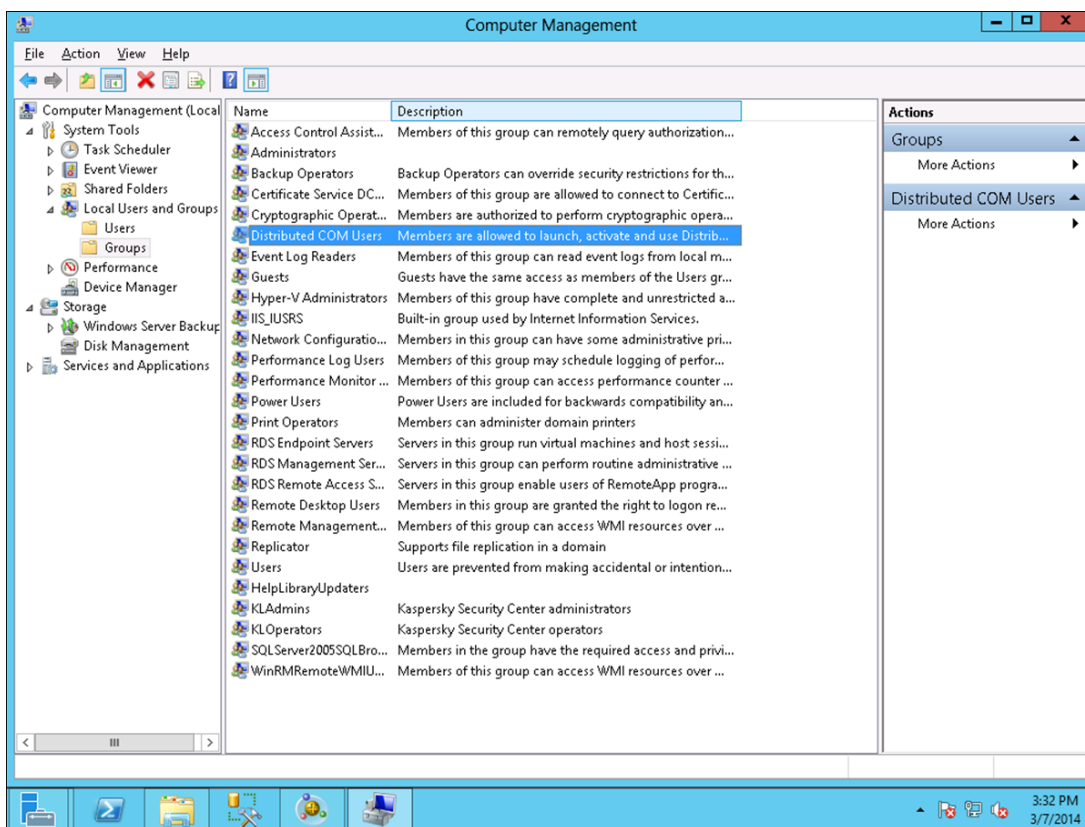 Computer Management
File Action View Help
Computer Management (Local
System Tools
Task Scheduler
Event Viewer
Shared Folders
Local Users and Groups
Users
Groups
Performance
Device Manager
Storage
Windows Server Backup
Disk Management
Services and Applications
Name Description
Access Control Assist... Members of this group can remotely query authorization...
Administrators
Backup Operators Backup Operators can override security restrictions for th...
Certificate Service DC... Members of this group are allowed to connect to Certific...
Cryptographic Operat... Members are authorized to perform cryptographic opera...
Distributed COM Users Members are allowed to launch, activate and use Distrib...
Event Log Readers Members of this group can read event logs from local m...
Guests Guests have the same access as members of the Users gr...
Hyper-V Administrators Members of this group have complete and unrestricted a...
IIS_IUSRS Built-in group used by Internet Information Services.
Network Configuratio... Members in this group can have some administrative pri...
Performance Log Users Members of this group may schedule logging of perfor...
Performance Monitor ... Members of this group can access performance counter ...
Power Users Power Users are included for backwards compatibility an...
Print Operators Members can administer domain printers
RDS Endpoint Servers Servers in this group run virtual machines and host sessi...
RDS Management Ser... Servers in this group can perform routine administrative ...
RDS Remote Access S... Servers in this group enable users of RemoteApp progra...
Remote Desktop Users Members in this group are granted the right to logon re...
Remote Management... Members of this group can access WMI resources over ...
Replicator Supports file replication in a domain
Users Users are prevented from making accidental or intention...
HelpLibraryUpdaters
KLAdmins Kaspersky Security Center administrators
KLOperators Kaspersky Security Center operators
SQLServer2005SQLBro... Members in the group have the required access and privi...
WinRMRemoteWMIU... Members of this group can access WMI resources over ...
Actions
Groups
More Actions
Distributed COM Users
More Actions
3:32 PM
3/7/2014